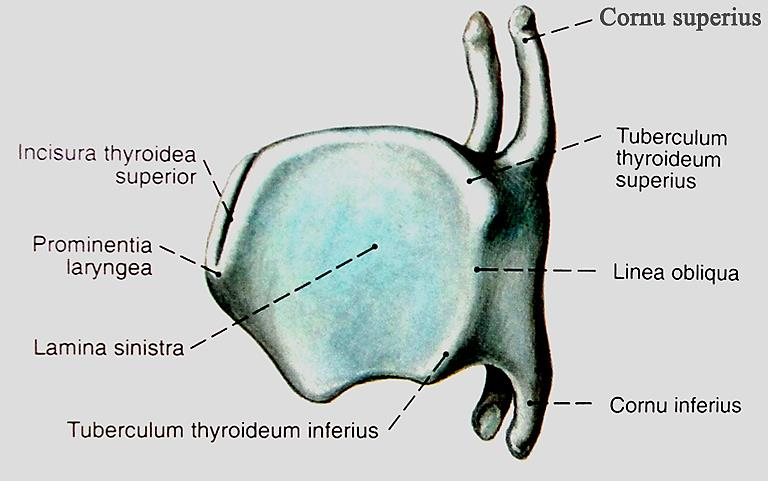 Cornu superius
Incisura thyroidea
superior
Tuberculum
thyroideum
superius
Prominentia
laryngea
Linea obliqua
Lamina sinistra
Cornu inferius
Tuberculum thyroideum inferius